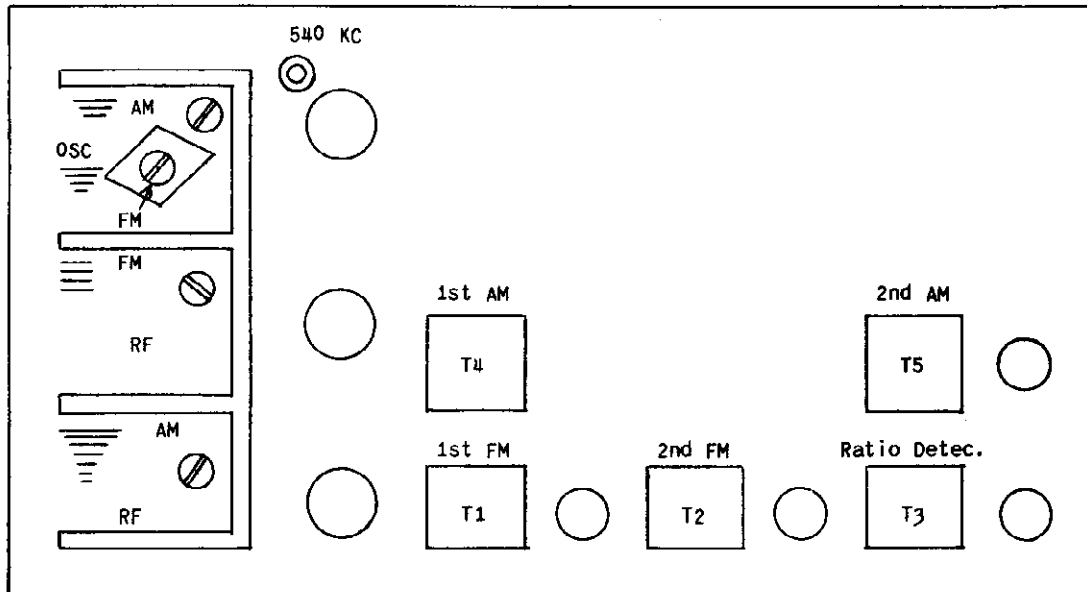 540 KC
AM
OSC
FM
FM
RF
AM
RF
1st AM
T4
2nd AM
T5
1st FM
T1
2nd FM
T2
Ratio Detec.
T3